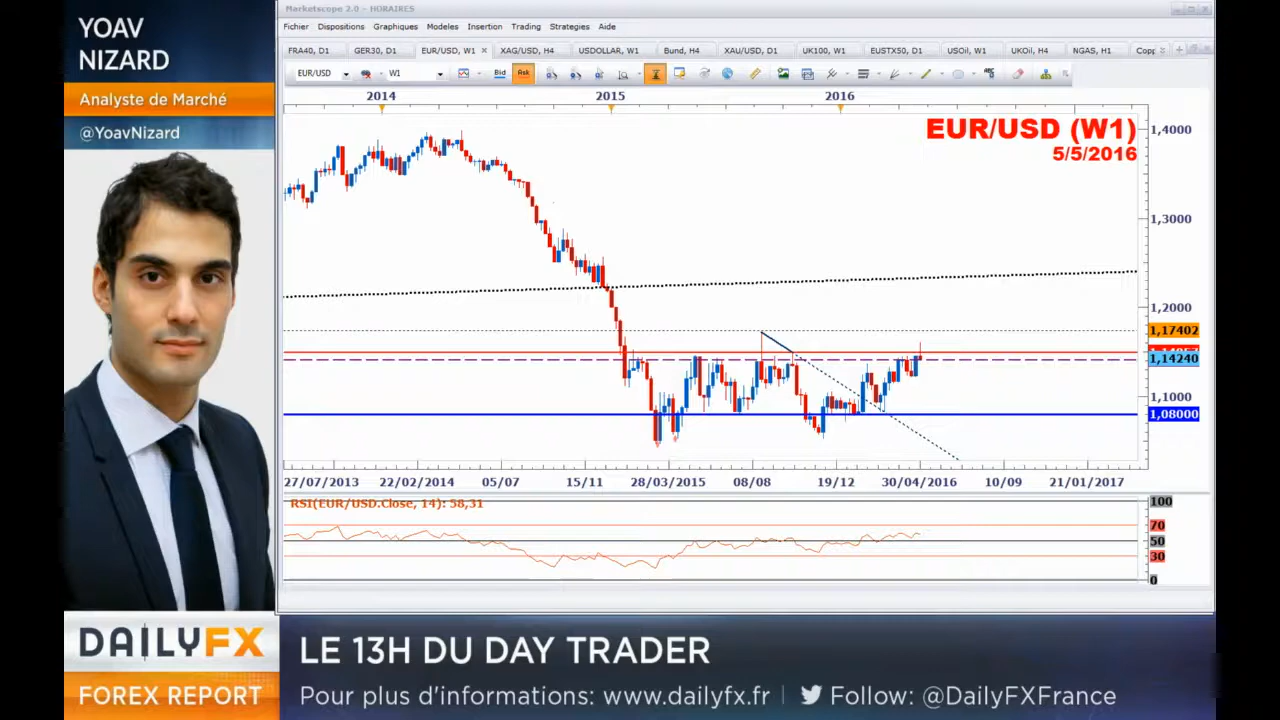 YOAV
NIZARD
Analyste de Marché
@YoavNizard
Marketscope 2.0 - HORAIRES
Fichier Dispositions Graphiques Modeles Insertion Trading Strategies Aide
FRA40, D1 GER30, D1 EUR/USD, W1 XAG/USD, H4 USDOLLAR, W1 Bund, H4 XAU/USD, D1 UK100, W1 EUSTX50, D1 USOil, W1 UKOil, H4 NGAS, H1 Copp
EUR/USD W1 Bid Ask ABC
2014 2015 2016
EUR/USD (W1)
5/5/2016
1,4000
1,3000
1,2000
1,17402
1,14240
1,1000
1,08000
27/07/2013 22/02/2014 05/07 15/11 28/03/2015 08/08 19/12 30/04/2016 10/09 21/01/2017
RSI(EUR/USD.Close, 14): 58,31
100
70
50
30
0
DAILYFX
FOREX REPORT
LE 13H DU DAY TRADER
Pour plus d'informations: www.dailyfx.fr | Follow: @DailyFXFrance